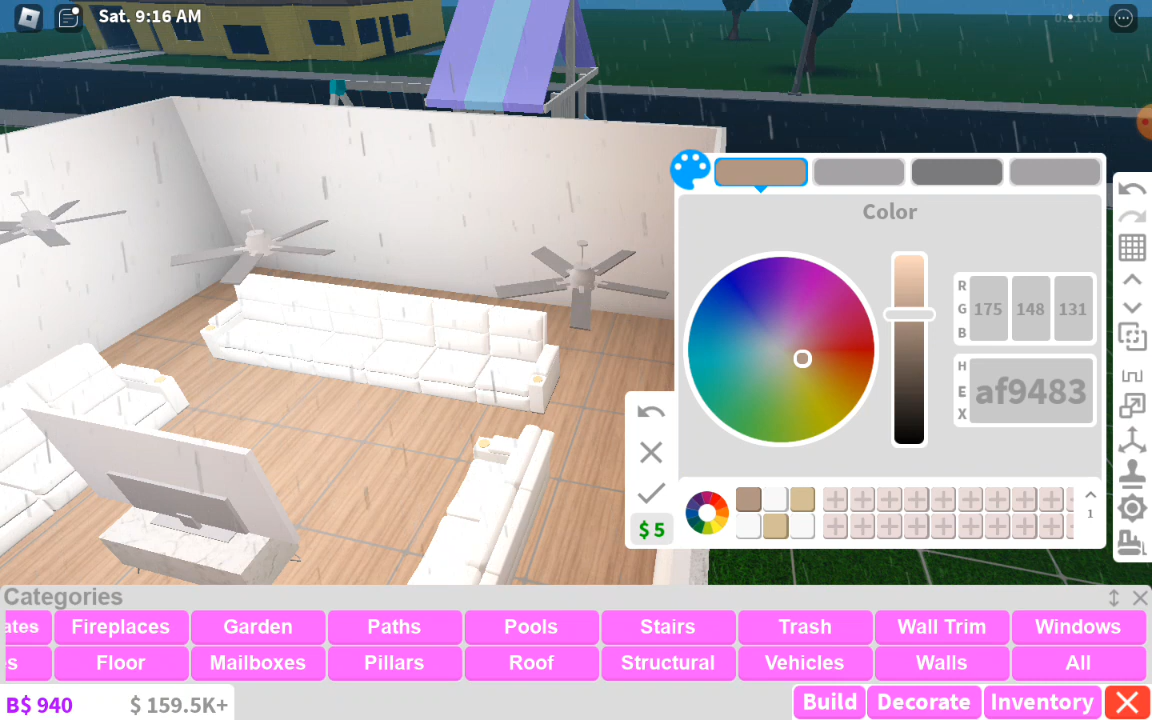 Sat. 9:16 AM
Color
R
G
B
175 148 131
H
E
X
af9483
1
$ 5
Categories
ates Fireplaces Garden Paths Pools Stairs Trash Wall Trim Windows
s Floor Mailboxes Pillars Roof Structural Vehicles Walls All
B$ 940 $ 159.5K+ Build Decorate Inventory